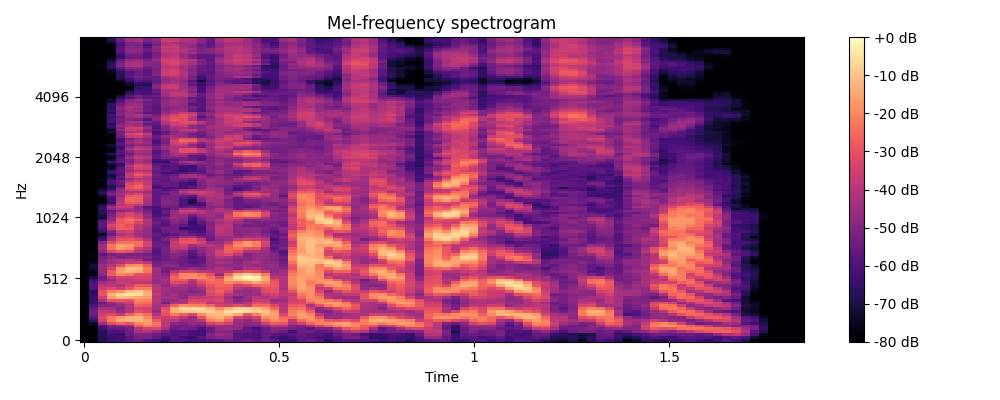 Mel-frequency spectrogram
+0 dB
-10 dB
-20 dB
-30 dB
-40 dB
-50 dB
-60 dB
-70 dB
-80 dB
Hz
4096
2048
1024
512
0
0 0.5 1 1.5
Time